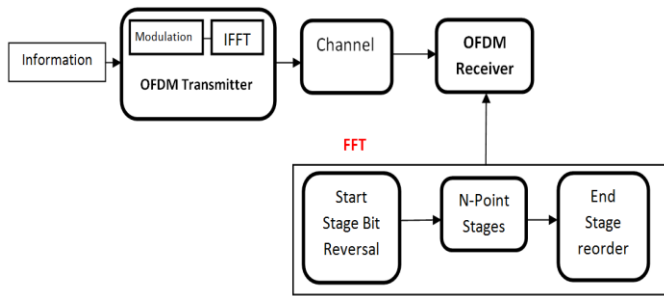 Information
Modulation
IFFT
OFDM Transmitter
Channel
OFDM
Receiver
FFT
Start
Stage Bit
Reversal
N-Point
Stages
End
Stage
reorder